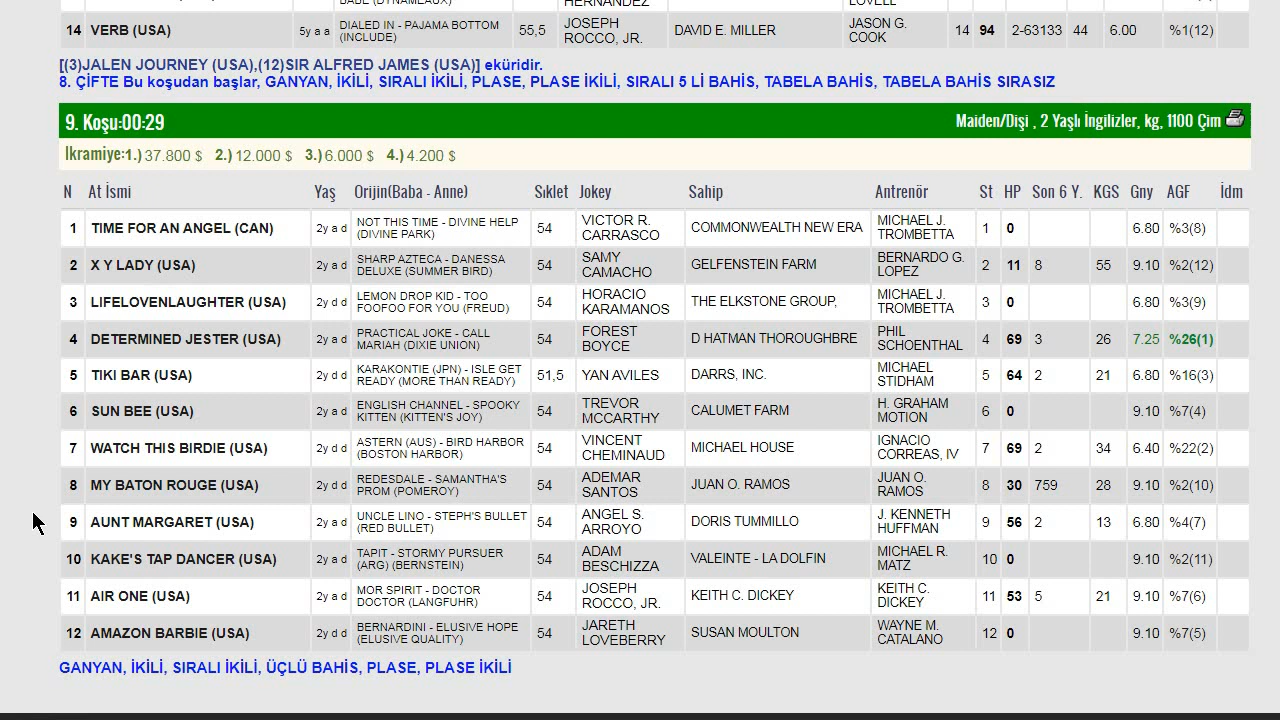 HERNANDEZ
BABE (DYNAMEAUX)
LOVELL
14 VERB (USA) 5y a a DIALED IN - PAJAMA BOTTOM (INCLUDE) 55,5 JOSEPH ROCCO, JR. DAVID E. MILLER JASON G. COOK 14 94 2-63133 44 6.00 %1(12)
[(3)JALEN JOURNEY (USA),(12)SIR ALFRED JAMES (USA)] eküridir.
8. ÇİFTE Bu koşudan başlar, GANYAN, İKİLİ, SIRALI İKİLİ, PLASE, PLASE İKİLİ, SIRALI 5 Lİ BAHİS, TABELA BAHİS, TABELA BAHİS SIRASIZ
9. Koşu:00:29 Maiden/Dişi , 2 Yaşlı İngilizler, kg, 1100 Çim
Ikramiye:1.) 37.800 $ 2.) 12.000 $ 3.) 6.000 $ 4.) 4.200 $
N At İsmi Yaş Orijin(Baba - Anne) Sıklet Jokey Sahip Antrenör St HP Son 6 Y. KGS Gny AGF İdm
1 TIME FOR AN ANGEL (CAN) 2y a d NOT THIS TIME - DIVINE HELP (DIVINE PARK) 54 VICTOR R. CARRASCO COMMONWEALTH NEW ERA MICHAEL J. TROMBETTA 1 0 6.80 %3(8)
2 X Y LADY (USA) 2y a d SHARP AZTECA - DANESSA DELUXE (SUMMER BIRD) 54 SAMY CAMACHO GELFENSTEIN FARM BERNARDO G. LOPEZ 2 11 8 55 9.10 %2(12)
3 LIFELOVENLAUGHTER (USA) 2y d d LEMON DROP KID - TOO FOOFOO FOR YOU (FREUD) 54 HORACIO KARAMANOS THE ELKSTONE GROUP, MICHAEL J. TROMBETTA 3 0 6.80 %3(9)
4 DETERMINED JESTER (USA) 2y a d PRACTICAL JOKE - CALL MARIAH (DIXIE UNION) 54 FOREST BOYCE D HATMAN THOROUGHBRE PHIL SCHOENTHAL 4 69 3 26 7.25 %26(1)
5 TIKI BAR (USA) 2y d d KARAKONTIE (JPN) - ISLE GET READY (MORE THAN READY) 51,5 YAN AVILES DARRS, INC. MICHAEL STIDHAM 5 64 2 21 6.80 %16(3)
6 SUN BEE (USA) 2y a d ENGLISH CHANNEL - SPOOKY KITTEN (KITTEN'S JOY) 54 TREVOR MCCARTHY CALUMET FARM H. GRAHAM MOTION 6 0 9.10 %7(4)
7 WATCH THIS BIRDIE (USA) 2y d d ASTERN (AUS) - BIRD HARBOR (BOSTON HARBOR) 54 VINCENT CHEMINAUD MICHAEL HOUSE IGNACIO CORREAS, IV 7 69 2 34 6.40 %22(2)
8 MY BATON ROUGE (USA) 2y a d REDESDALE - SAMANTHA'S PROM (POMEROY) 54 ADEMAR SANTOS JUAN O. RAMOS JUAN O. RAMOS 8 30 759 28 9.10 %2(10)
9 AUNT MARGARET (USA) 2y d d UNCLE LINO - STEPH'S BULLET (RED BULLET) 54 ANGEL S. ARROYO DORIS TUMMILLO J. KENNETH HUFFMAN 9 56 2 13 6.80 %4(7)
10 KAKE'S TAP DANCER (USA) 2y a d TAPIT - STORMY PURSUER (ARG) (BERNSTEIN) 54 ADAM BESCHIZZA VALEINTE - LA DOLFIN MICHAEL R. MATZ 10 0 9.10 %2(11)
11 AIR ONE (USA) 2y a d MOR SPIRIT - DOCTOR DOCTOR (LANGFUHR) 54 JOSEPH ROCCO, JR. KEITH C. DICKEY KEITH C. DICKEY 11 53 5 21 9.10 %7(6)
12 AMAZON BARBIE (USA) 2y d d BERNARDINI - ELUSIVE HOPE (ELUSIVE QUALITY) 54 JARETH LOVEBERRY SUSAN MOULTON WAYNE M. CATALANO 12 0 9.10 %7(5)
GANYAN, İKİLİ, SIRALI İKİLİ, ÜÇLÜ BAHİS, PLASE, PLASE İKİLİ